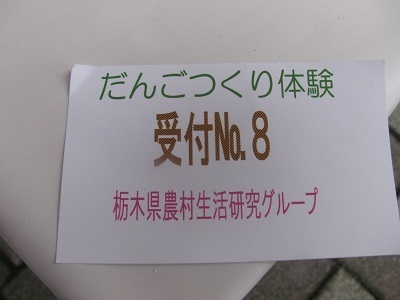 だんごつくり体験
受付No.8
栃木県農村生活研究グループ